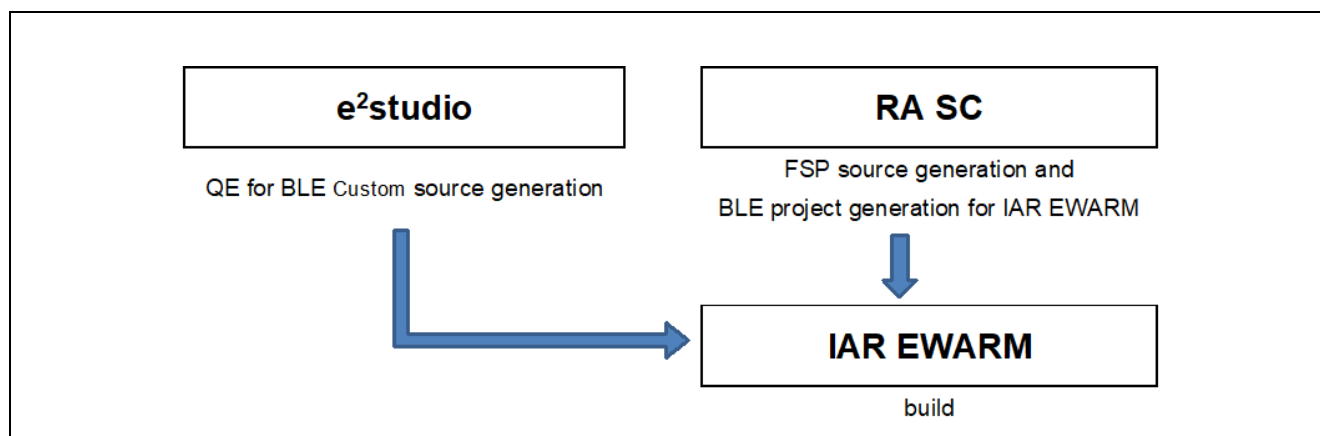 e²studio
QE for BLE Custom source generation
RA SC
FSP source generation and
BLE project generation for IAR EWARM
IAR EWARM
build